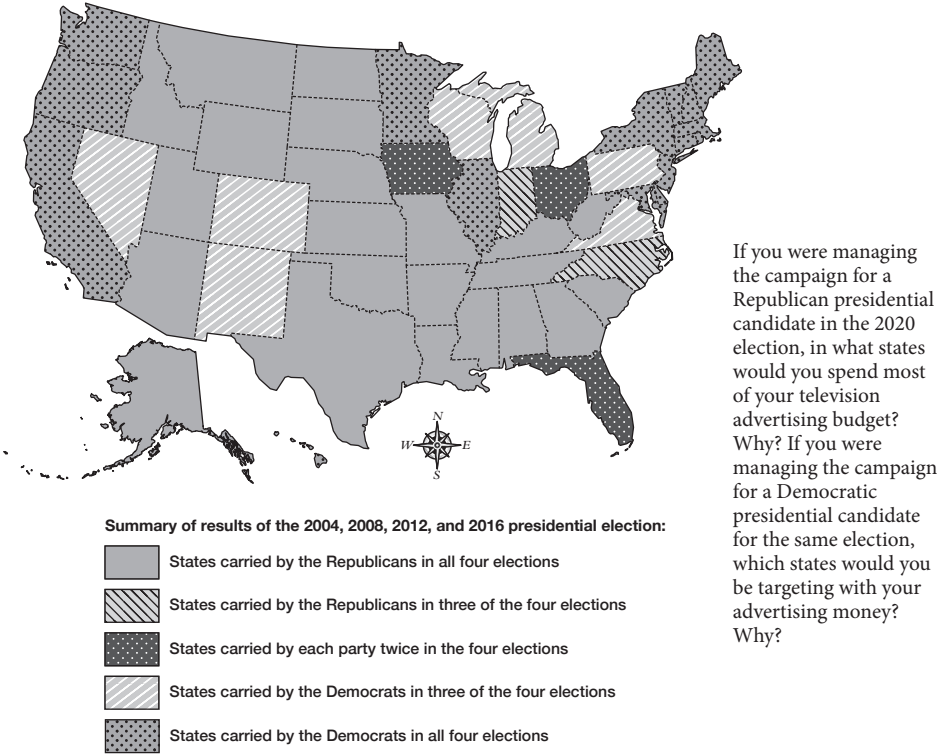 If you were managing
the campaign for a
Republican presidential
candidate in the 2020
election, in what states
would you spend most
of your television
advertising budget?
Why? If you were
managing the campaign
for a Democratic
presidential candidate
for the same election,
which states would you
be targeting with your
advertising money?
Why?
N
W E
S
Summary of results of the 2004, 2008, 2012, and 2016 presidential election:
States carried by the Republicans in all four elections
States carried by the Republicans in three of the four elections
States carried by each party twice in the four elections
States carried by the Democrats in three of the four elections
States carried by the Democrats in all four elections